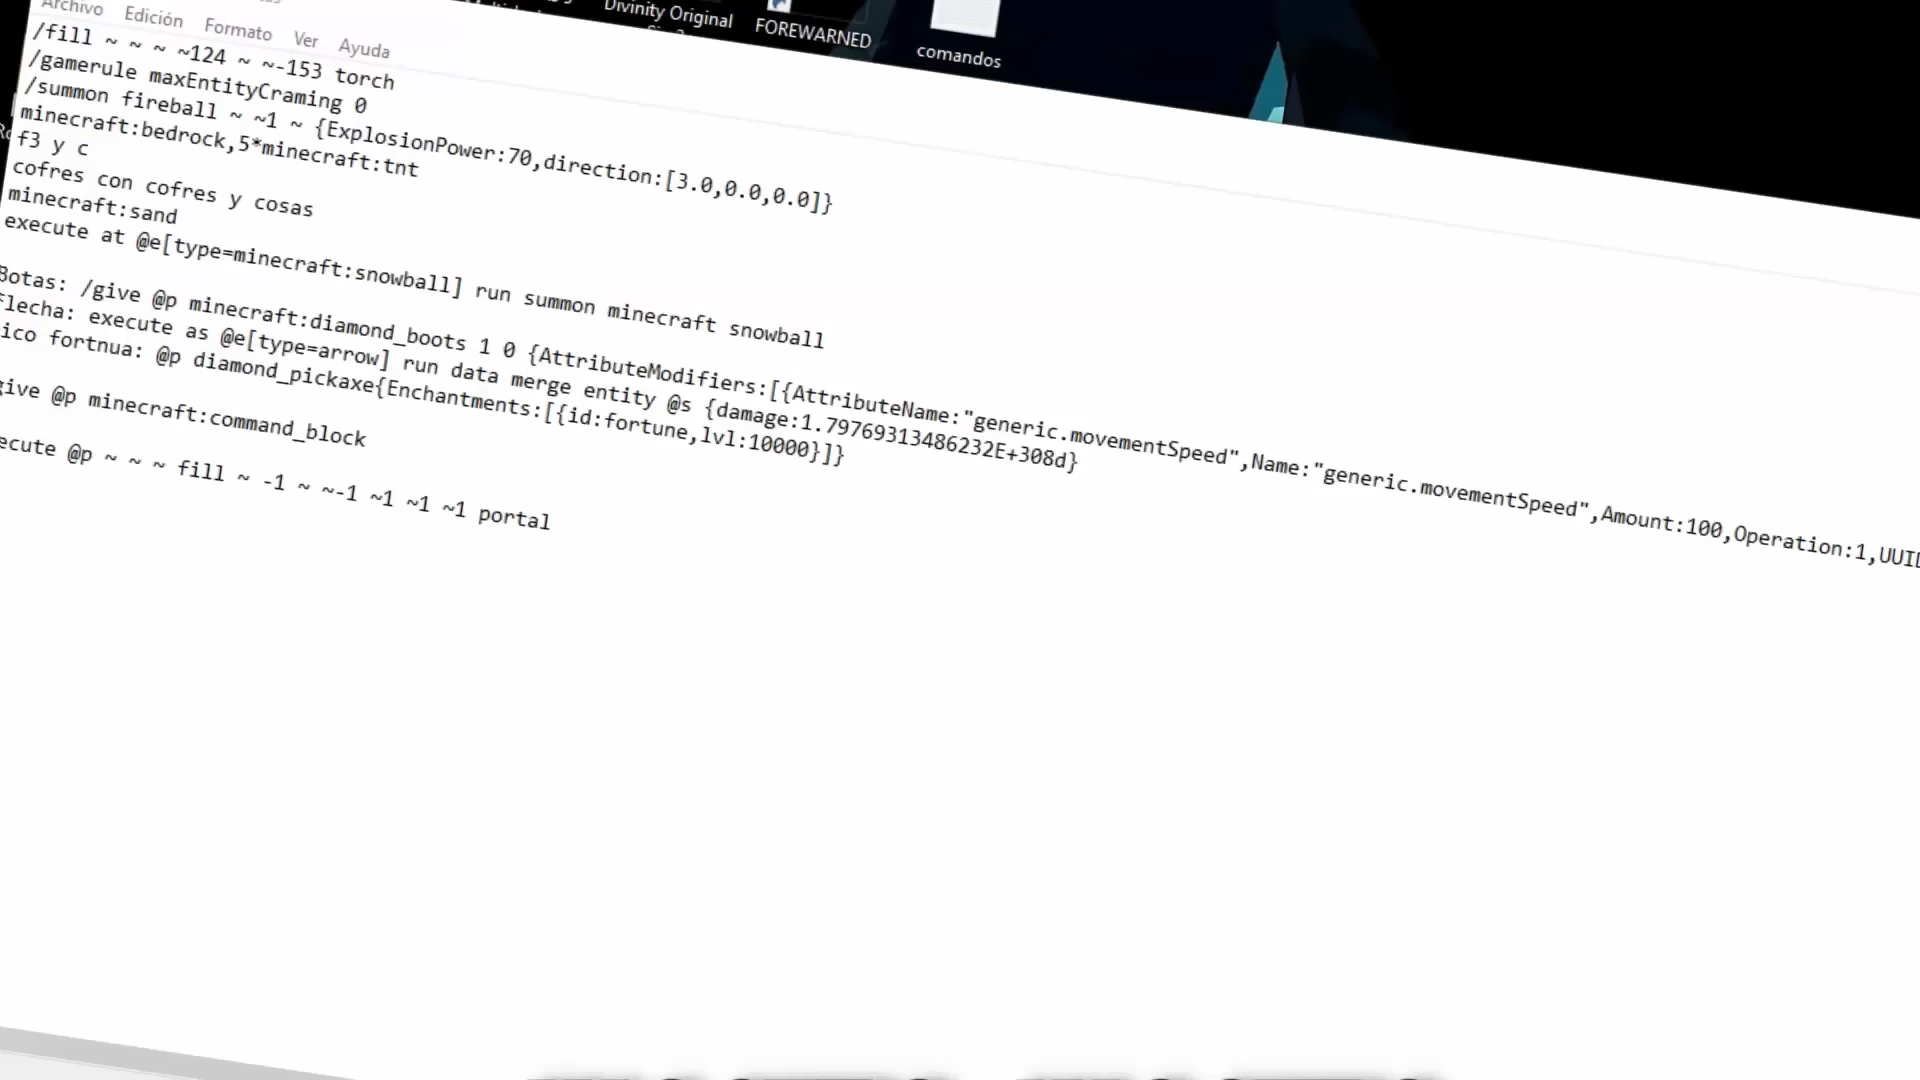 Divinity Original
FOREWARNED
comandos
Archivo Edición Formato Ver Ayuda
/fill ~ ~ ~ ~124 ~ ~-153 torch
/gamerule maxEntityCraming 0
/summon fireball ~ ~1 ~ {ExplosionPower:70,direction:[3.0,0.0,0.0]}
minecraft:bedrock,5*minecraft:tnt
f3 y c
cofres con cofres y cosas
minecraft:sand
execute at @e[type=minecraft:snowball] run summon minecraft snowball
Botas: /give @p minecraft:diamond_boots 1 0 {AttributeModifiers:[{AttributeName:"generic.movementSpeed",Name:"generic.movementSpeed",Amount:100,Operation:1,UUID
Flecha: execute as @e[type=arrow] run data merge entity @s {damage:1.79769313486232E+308d}
ico fortnua: @p diamond_pickaxe{Enchantments:[{id:fortune,lvl:10000}]}
give @p minecraft:command_block
ecute @p ~ ~ ~ fill ~ -1 ~ ~-1 ~1 ~1 ~1 portal